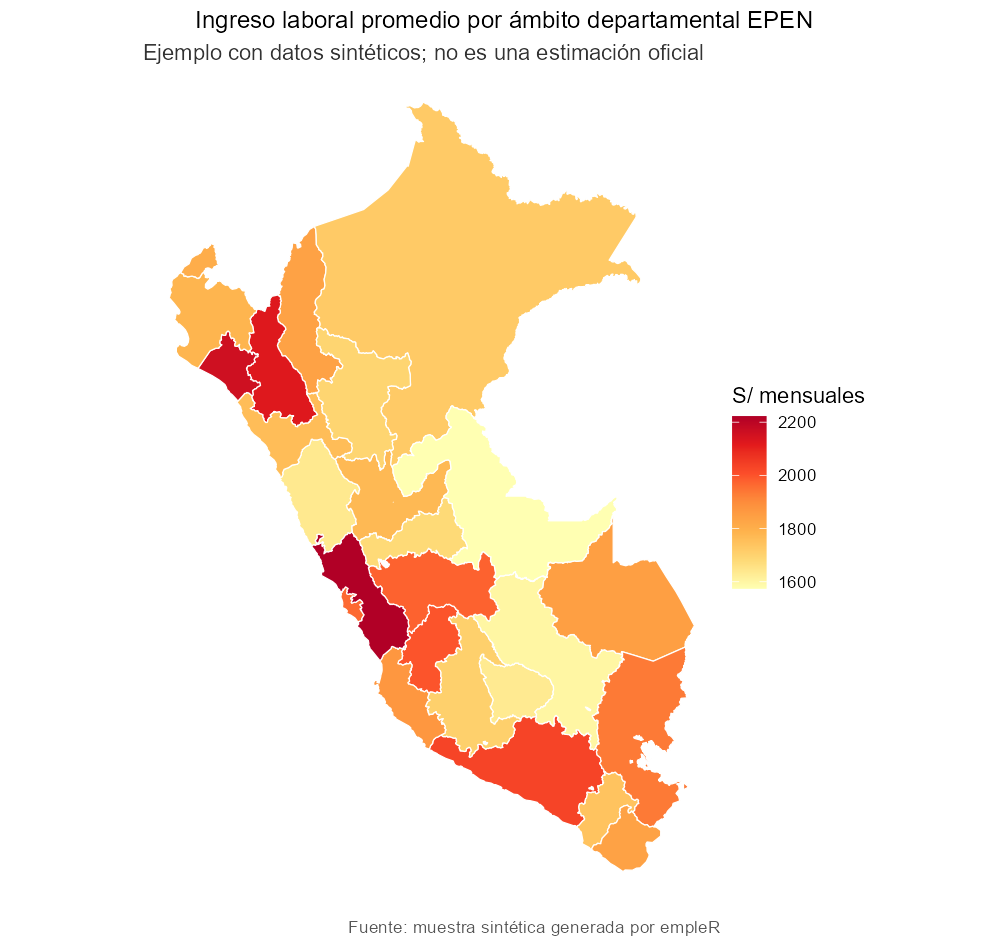 Ingreso laboral promedio por ámbito departamental EPEN
Ejemplo con datos sintéticos; no es una estimación oficial
S/ mensuales
2200
2000
1800
1600
Fuente: muestra sintética generada por empleR